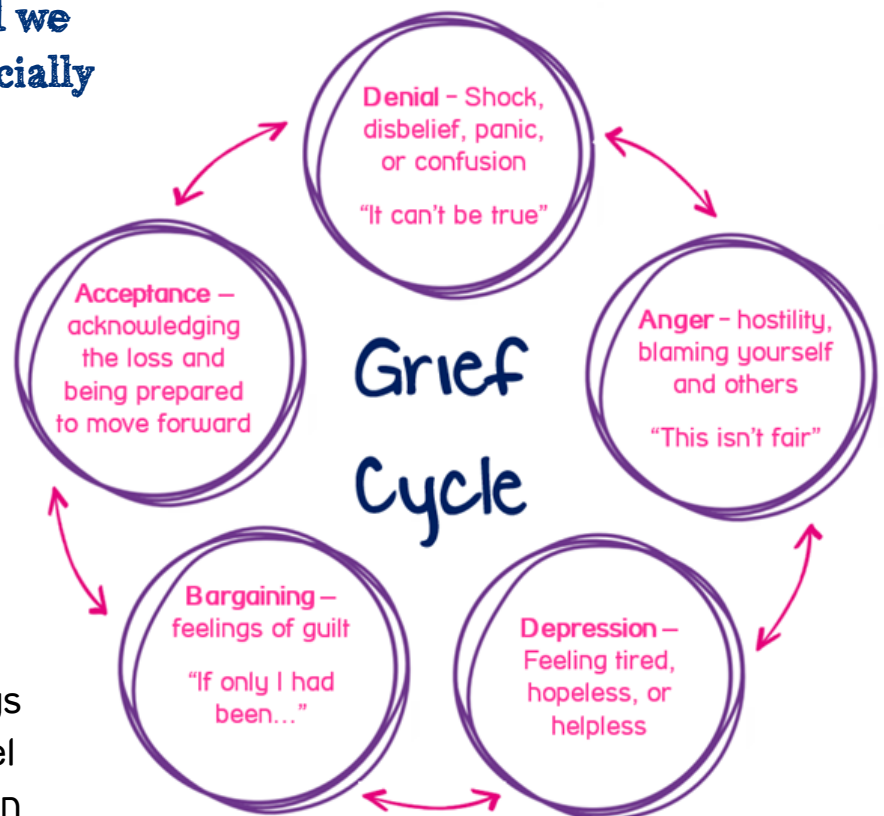 l we
cially
Denial – Shock,
disbelief, panic,
or confusion
“It can’t be true”
Acceptance –
acknowledging
the loss and
being prepared
to move forward
Grief
Cycle
Anger – hostility,
blaming yourself
and others
“This isn’t fair”
Bargaining –
feelings of guilt
“If only I had
been...”
Depression –
Feeling tired,
hopeless, or
helpless
gs
el
n